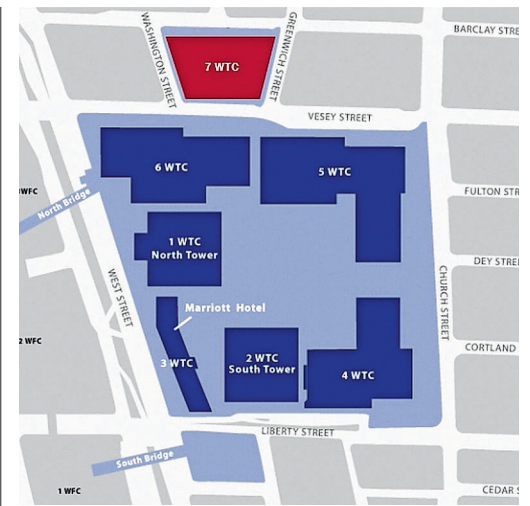 WASHINGTON STREET
GREENWICH STREET
BARCLAY STRE
7 WTC
VESEY STREET
6 WTC
5 WTC
WFC
FULTON STR
North Bridge
1 WTC
North Tower
DEY STREE
WEST STREET
CHURCH STREET
Marriott Hotel
2 WFC
3 WTC
2 WTC
South Tower
4 WTC
CORTLAND
LIBERTY STREET
South Bridge
1 WFC
CEDAR S